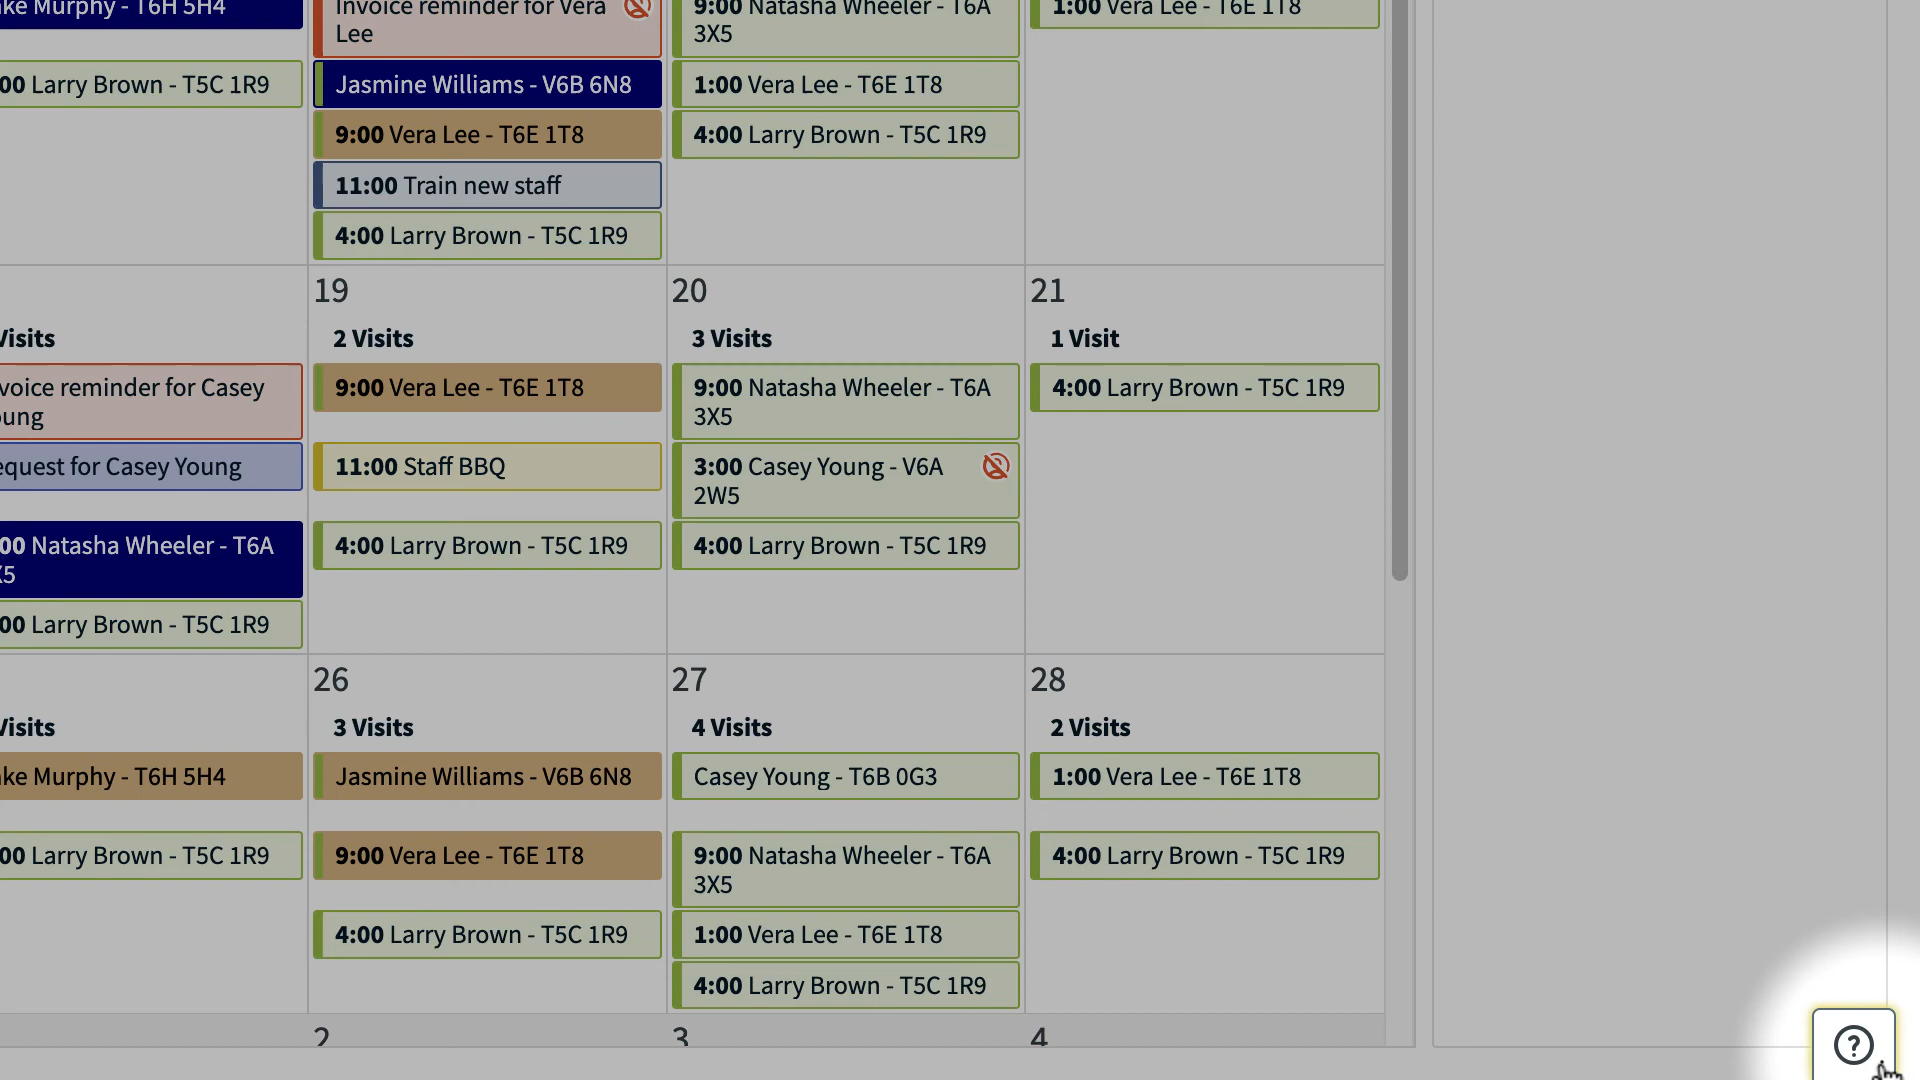 ke Murphy - T6H 5H4
00 Larry Brown - T5C 1R9
Invoice reminder for Vera
Lee
Jasmine Williams - V6B 6N8
9:00 Vera Lee - T6E 1T8
11:00 Train new staff
4:00 Larry Brown - T5C 1R9
9:00 Natasha Wheeler - T6A
3X5
1:00 Vera Lee - T6E 1T8
4:00 Larry Brown - T5C 1R9
1:00 Vera Lee - T6E 1T8
Visits
voice reminder for Casey
oung
equest for Casey Young
00 Natasha Wheeler - T6A
X5
00 Larry Brown - T5C 1R9
19
2 Visits
9:00 Vera Lee - T6E 1T8
11:00 Staff BBQ
4:00 Larry Brown - T5C 1R9
20
3 Visits
9:00 Natasha Wheeler - T6A
3X5
3:00 Casey Young - V6A
2W5
4:00 Larry Brown - T5C 1R9
21
1 Visit
4:00 Larry Brown - T5C 1R9
Visits
ke Murphy - T6H 5H4
00 Larry Brown - T5C 1R9
26
3 Visits
Jasmine Williams - V6B 6N8
9:00 Vera Lee - T6E 1T8
4:00 Larry Brown - T5C 1R9
27
4 Visits
Casey Young - T6B 0G3
9:00 Natasha Wheeler - T6A
3X5
1:00 Vera Lee - T6E 1T8
4:00 Larry Brown - T5C 1R9
28
2 Visits
1:00 Vera Lee - T6E 1T8
4:00 Larry Brown - T5C 1R9
2
3
4
?